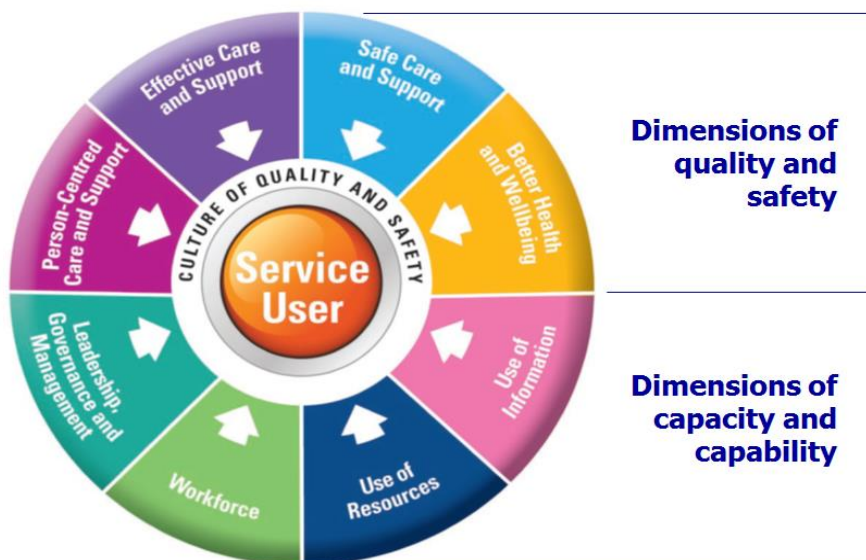 Effective Care
and Support
Safe Care
and Support
Better Health
and Wellbeing
Use of
Information
Use of
Resources
Workforce
Leadership,
Governance and
Management
Person-Centred
Care and Support
CULTURE OF QUALITY AND SAFETY
Service
User
Dimensions of
quality and
safety
Dimensions of
capacity and
capability